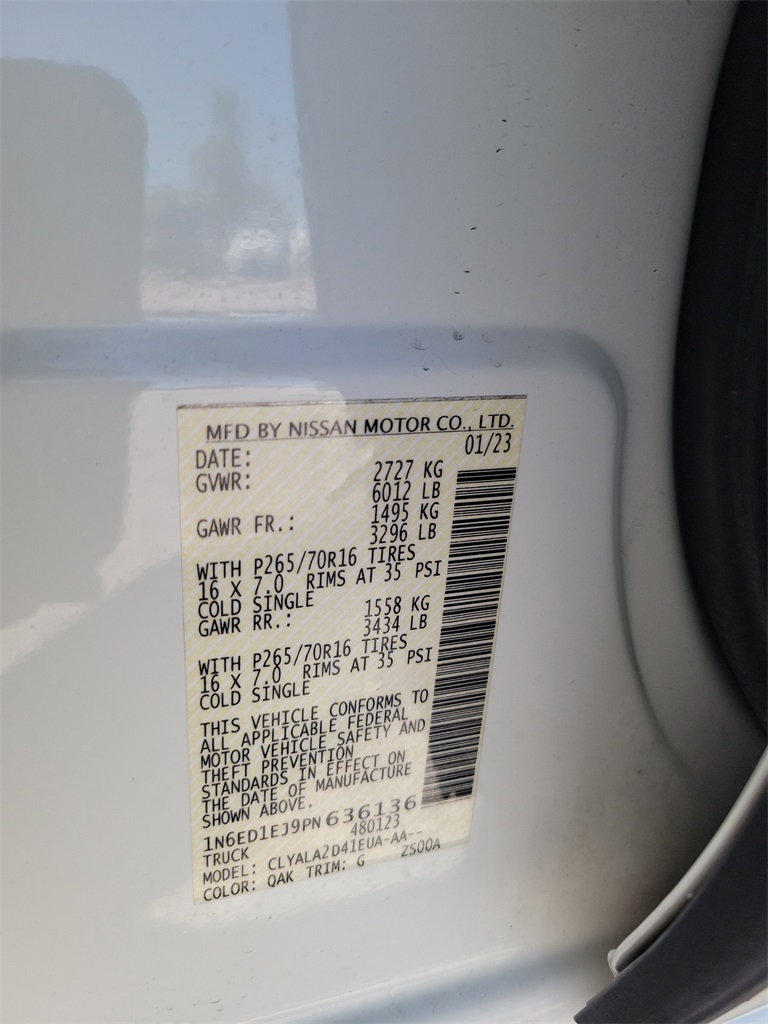 MFD BY NISSAN MOTOR CO., LTD.
DATE: 01/23
GVWR: 2727 KG
6012 LB
GAWR FR.: 1495 KG
3296 LB
WITH P265/70R16 TIRES
16 X 7.0 RIMS AT 35 PSI
COLD SINGLE
GAWR RR.: 1558 KG
3434 LB
WITH P265/70R16 TIRES
16 X 7.0 RIMS AT 35 PSI
COLD SINGLE
THIS VEHICLE CONFORMS TO
ALL APPLICABLE FEDERAL
MOTOR VEHICLE SAFETY AND
THEFT PREVENTION
STANDARDS IN EFFECT ON
THE DATE OF MANUFACTURE
SHOWN ABOVE.
1N6ED1EJ9PN636136
TRUCK 480123
MODEL: CLYALA2D41EUA-AA--
COLOR: QAK TRIM: G ZS00A